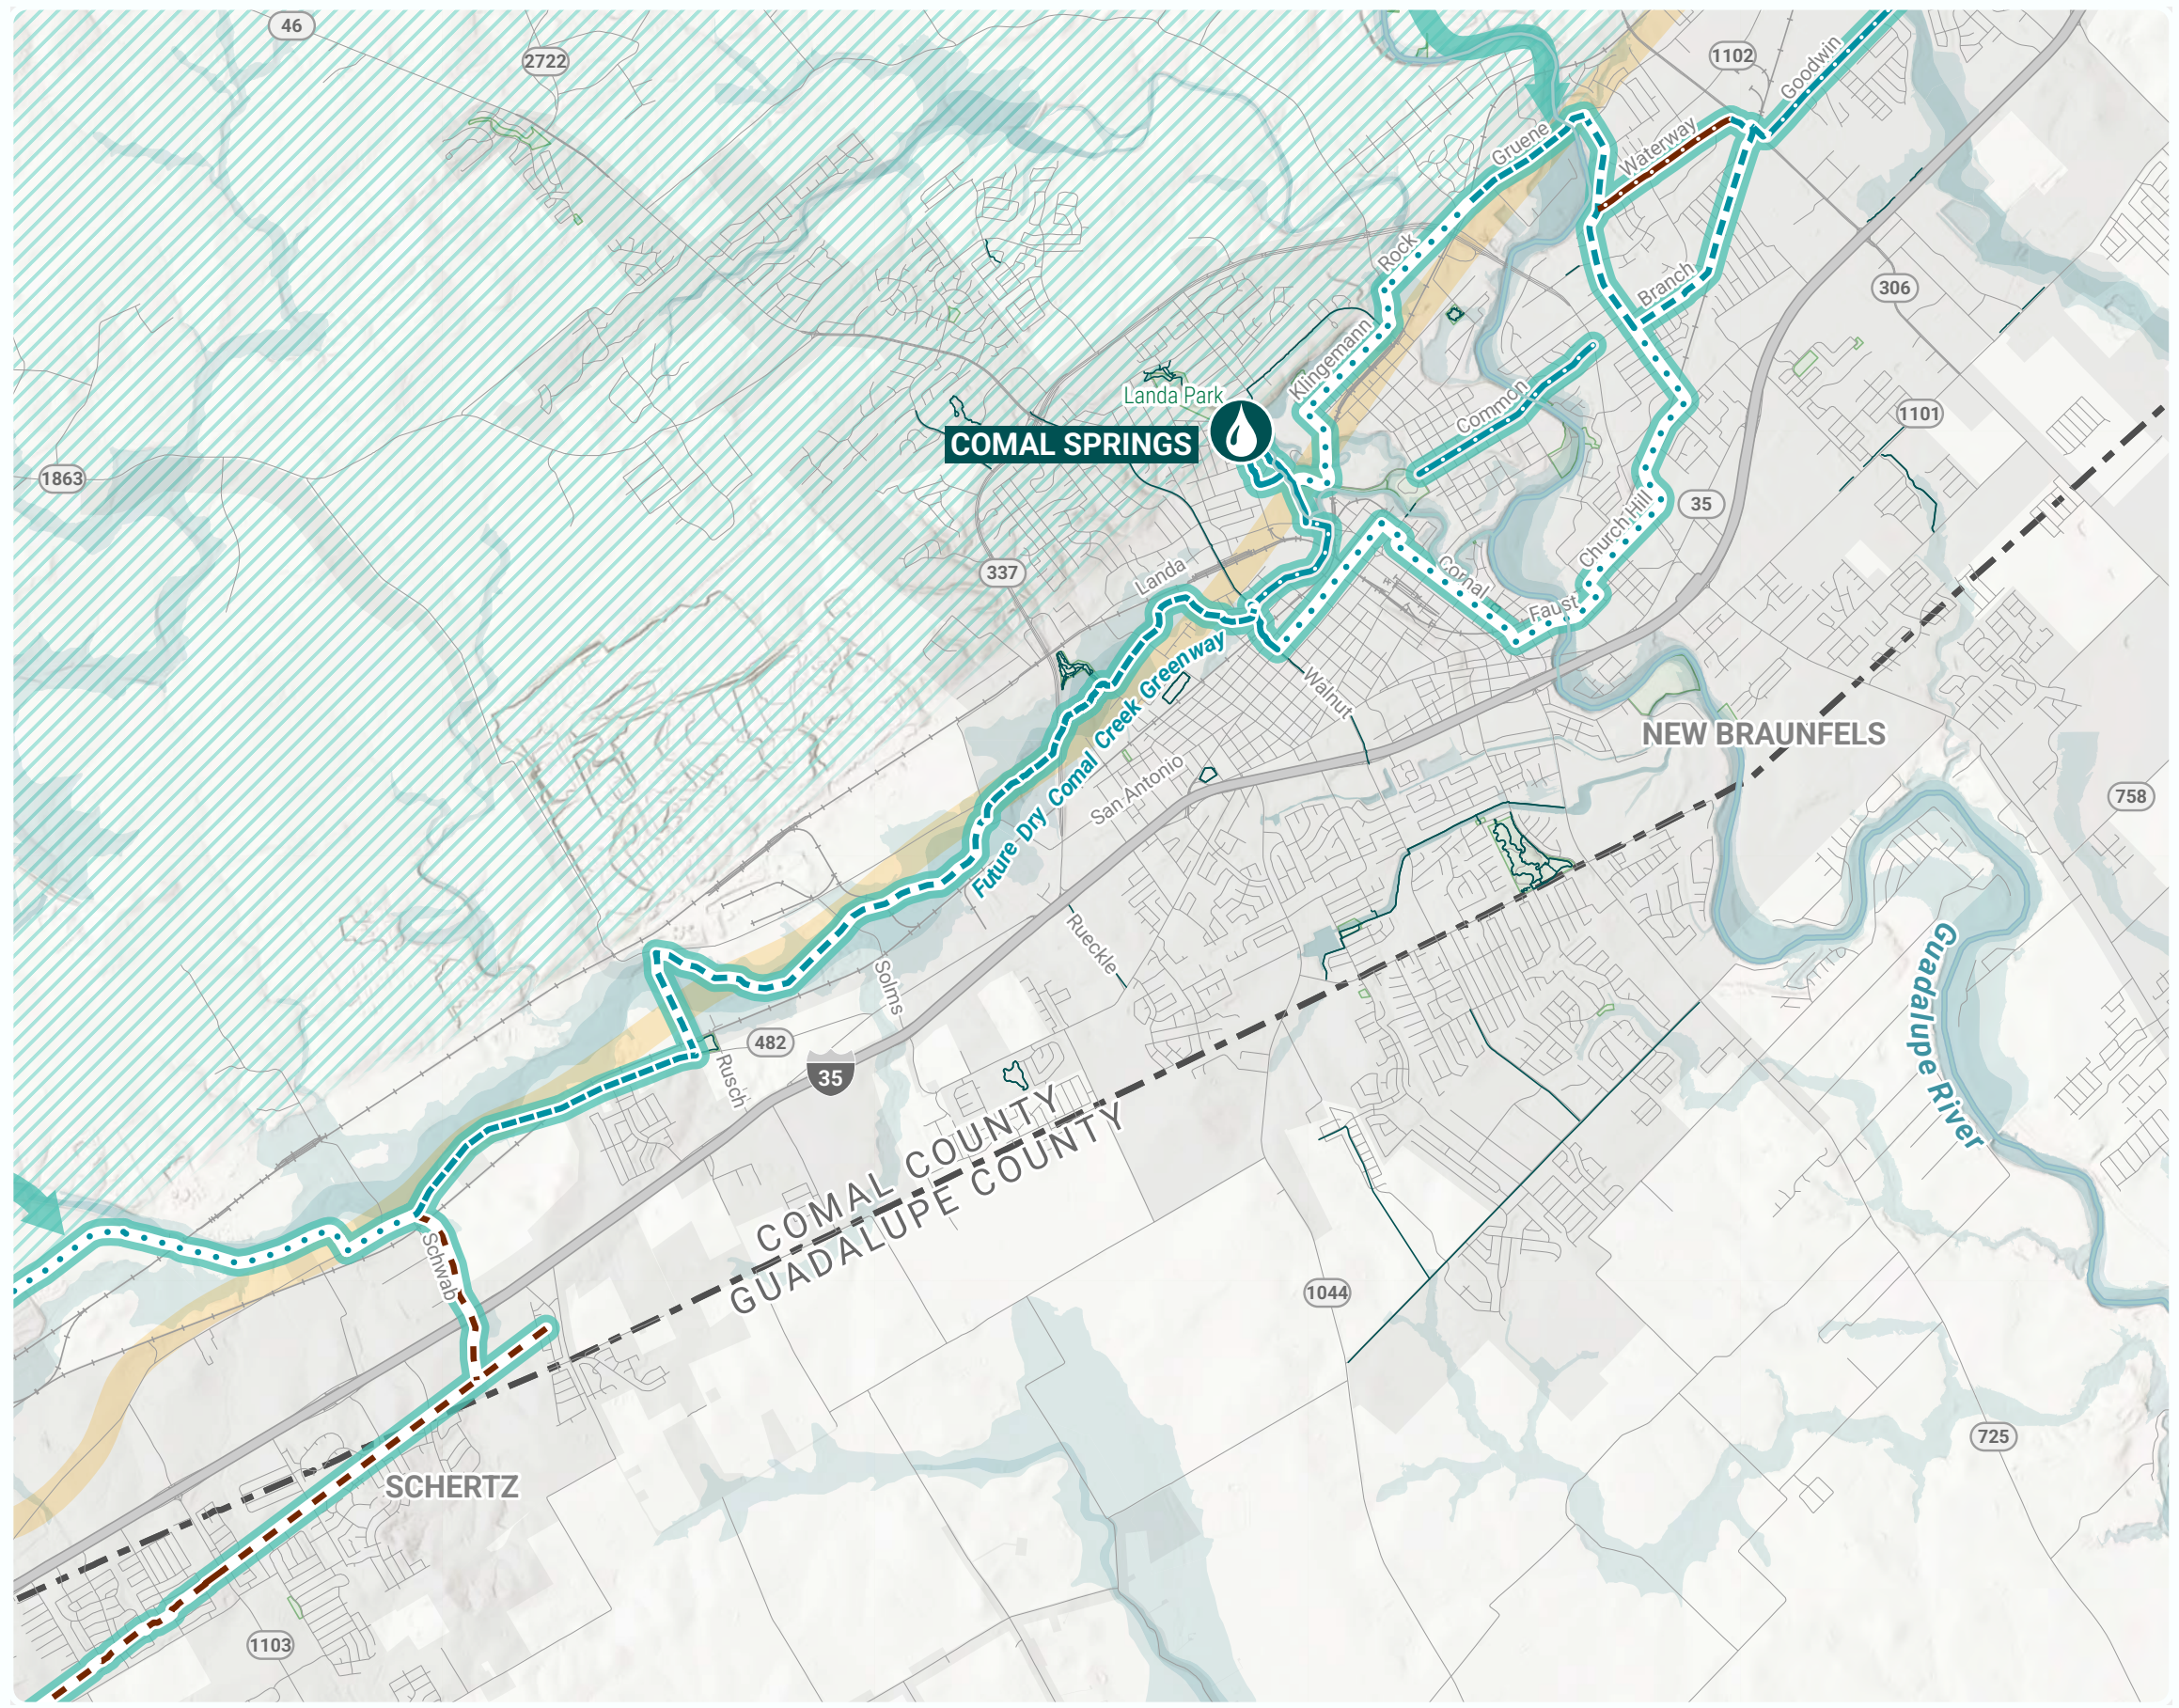 46
2722
1102
Goodwin
Gruene
Waterway
Rock
Branch
306
Klingemann
Landa Park
COMAL SPRINGS
Common
1101
1863
35
Church Hill
337
Landa
Comal
Faust
Future Dry Comal Creek Greenway
Walnut
NEW BRAUNFELS
San Antonio
758
Rueckle
Solms
Guadalupe River
482
35
Rusch
COMAL COUNTY
GUADALUPE COUNTY
Schwab
1044
725
SCHERTZ
1103